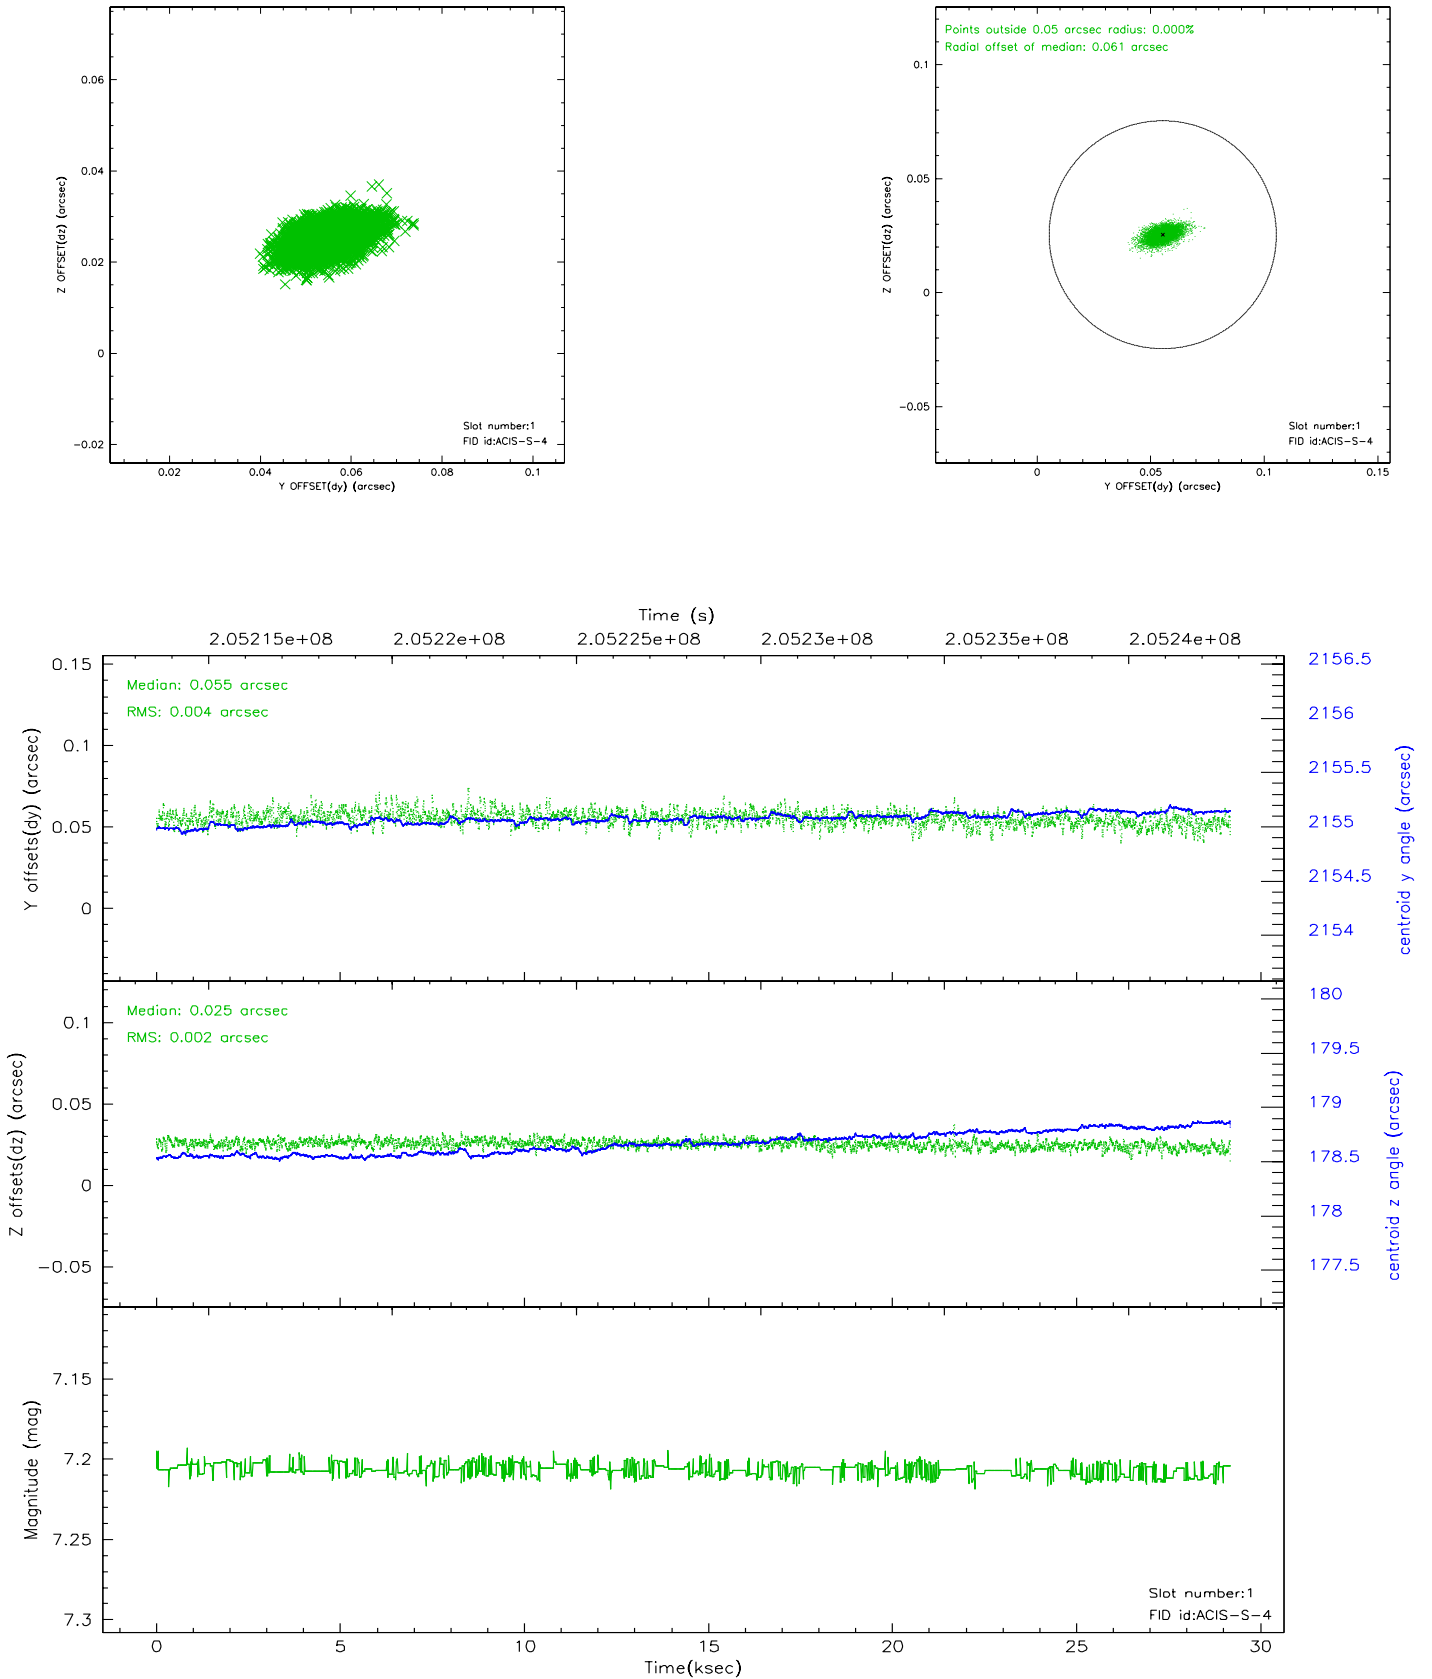 0.06
0.04
0.02
0
−0.02
Z OFFSET(dz) (arcsec)
Slot number:1
FID id:ACIS−S−4
0.02 0.04 0.06 0.08 0.1
Y OFFSET(dy) (arcsec)
Points outside 0.05 arcsec radius: 0.000%
Radial offset of median: 0.061 arcsec
0.1
0.05
0
−0.05
Z OFFSET(dz) (arcsec)
Slot number:1
FID id:ACIS−S−4
0 0.05 0.1 0.15
Y OFFSET(dy) (arcsec)
Time (s)
2.05215e+08 2.0522e+08 2.05225e+08 2.0523e+08 2.05235e+08 2.0524e+08
Median: 0.055 arcsec
RMS: 0.004 arcsec
0.15
0.1
0.05
0
Y offsets(dy) (arcsec)
2156.5
2156
2155.5
2155
2154.5
2154
centroid y angle (arcsec)
Median: 0.025 arcsec
RMS: 0.002 arcsec
0.1
0.05
0
−0.05
Z offsets(dz) (arcsec)
180
179.5
179
178.5
178
177.5
centroid z angle (arcsec)
7.15
7.2
7.25
7.3
Magnitude (mag)
Slot number:1
FID id:ACIS−S−4
0 5 10 15 20 25 30
Time(ksec)